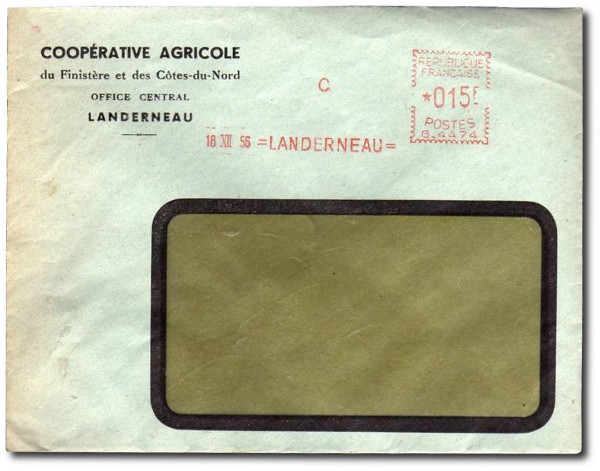 COOPÉRATIVE AGRICOLE
du Finistère et des Côtes-du-Nord
OFFICE CENTRAL
LANDERNEAU
C
REPUBLIQUE
FRANÇAISE
*015F
POSTES
G.4474
18 XII 56 =LANDERNEAU=